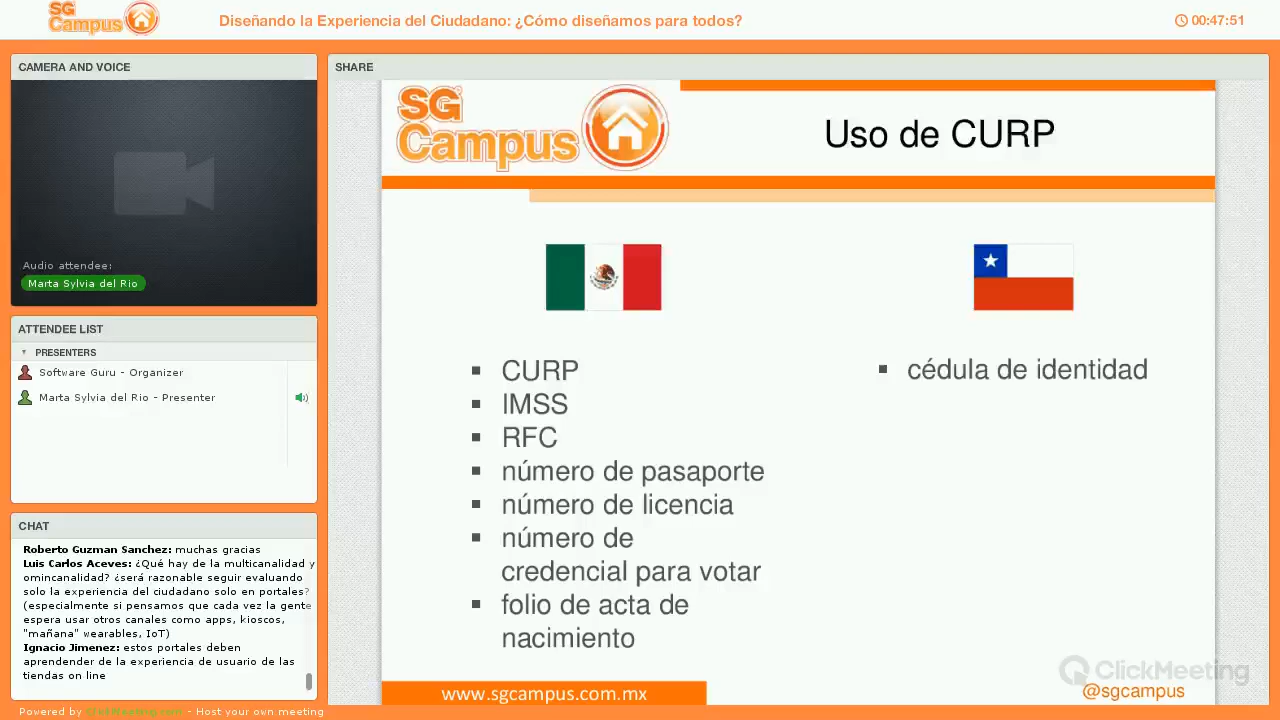 SG
Campus
Diseñando la Experiencia del Ciudadano: ¿Cómo diseñamos para todos?
00:47:51
CAMERA AND VOICE
Audio attendee:
Marta Sylvia del Rio
ATTENDEE LIST
PRESENTERS
Software Guru - Organizer
Marta Sylvia del Rio - Presenter
CHAT
Roberto Guzman Sanchez: muchas gracias
Luis Carlos Aceves: ¿Qué hay de la multicanalidad y
omincanalidad? ¿será razonable seguir evaluando
solo la experiencia del ciudadano solo en portales?
(especialmente si pensamos que cada vez la gente
espera usar otros canales como apps, kioscos,
"mañana" wearables, IoT)
Ignacio Jimenez: estos portales deben
aprendender de la experiencia de usuario de las
tiendas on line
Powered by ClickMeeting.com - Host your own meeting
SHARE
SG
Campus
Uso de CURP
▪ CURP
▪ IMSS
▪ RFC
▪ número de pasaporte
▪ número de licencia
▪ número de
credencial para votar
▪ folio de acta de
nacimiento
▪ cédula de identidad
www.sgcampus.com.mx
ClickMeeting
@sgcampus